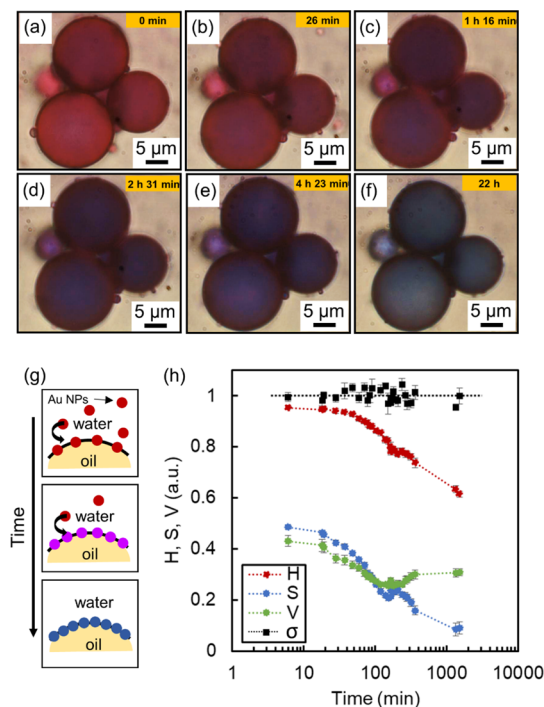 (a) 0 min
5 µm
(b) 26 min
5 µm
(c) 1 h 16 min
5 µm
(d) 2 h 31 min
5 µm
(e) 4 h 23 min
5 µm
(f) 22 h
5 µm
(g)
Time
Au NPs
water
oil
water
oil
water
oil
(h)
H, S, V (a.u.)
1
0.8
0.6
0.4
0.2
0
H
S
V
σ
1 10 100 1000 10000
Time (min)